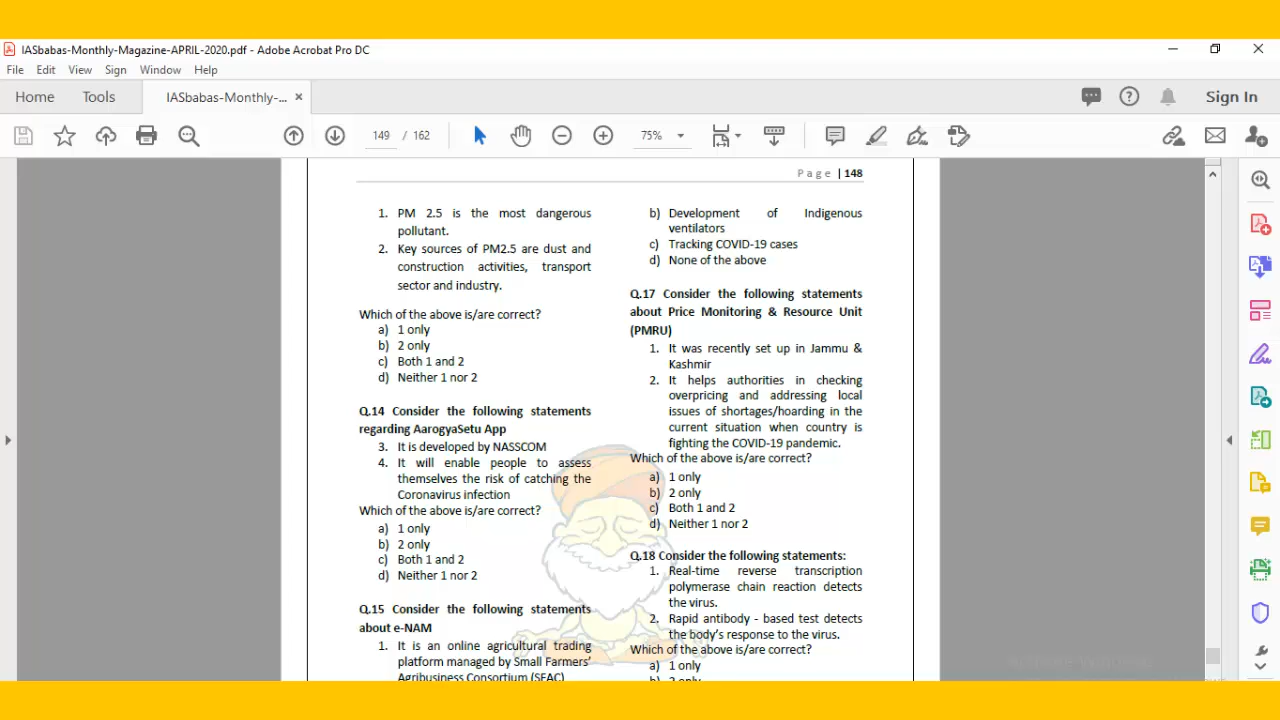 IASbabas-Monthly-Magazine-APRIL-2020.pdf - Adobe Acrobat Pro DC
File Edit View Sign Window Help
Home Tools IASbabas-Monthly-... × Sign In
149 / 162 75%
Page | 148
1. PM 2.5 is the most dangerous
pollutant.
2. Key sources of PM2.5 are dust and
construction activities, transport
sector and industry.
Which of the above is/are correct?
a) 1 only
b) 2 only
c) Both 1 and 2
d) Neither 1 nor 2
Q.14 Consider the following statements
regarding AarogyaSetu App
3. It is developed by NASSCOM
4. It will enable people to assess
themselves the risk of catching the
Coronavirus infection
Which of the above is/are correct?
a) 1 only
b) 2 only
c) Both 1 and 2
d) Neither 1 nor 2
Q.15 Consider the following statements
about e-NAM
1. It is an online agricultural trading
platform managed by Small Farmers'
Agribusiness Consortium (SFAC)
b) Development of Indigenous
ventilators
c) Tracking COVID-19 cases
d) None of the above
Q.17 Consider the following statements
about Price Monitoring & Resource Unit
(PMRU)
1. It was recently set up in Jammu &
Kashmir
2. It helps authorities in checking
overpricing and addressing local
issues of shortages/hoarding in the
current situation when country is
fighting the COVID-19 pandemic.
Which of the above is/are correct?
a) 1 only
b) 2 only
c) Both 1 and 2
d) Neither 1 nor 2
Q.18 Consider the following statements:
1. Real-time reverse transcription
polymerase chain reaction detects
the virus.
2. Rapid antibody - based test detects
the body's response to the virus.
Which of the above is/are correct?
a) 1 only
b) 2 only